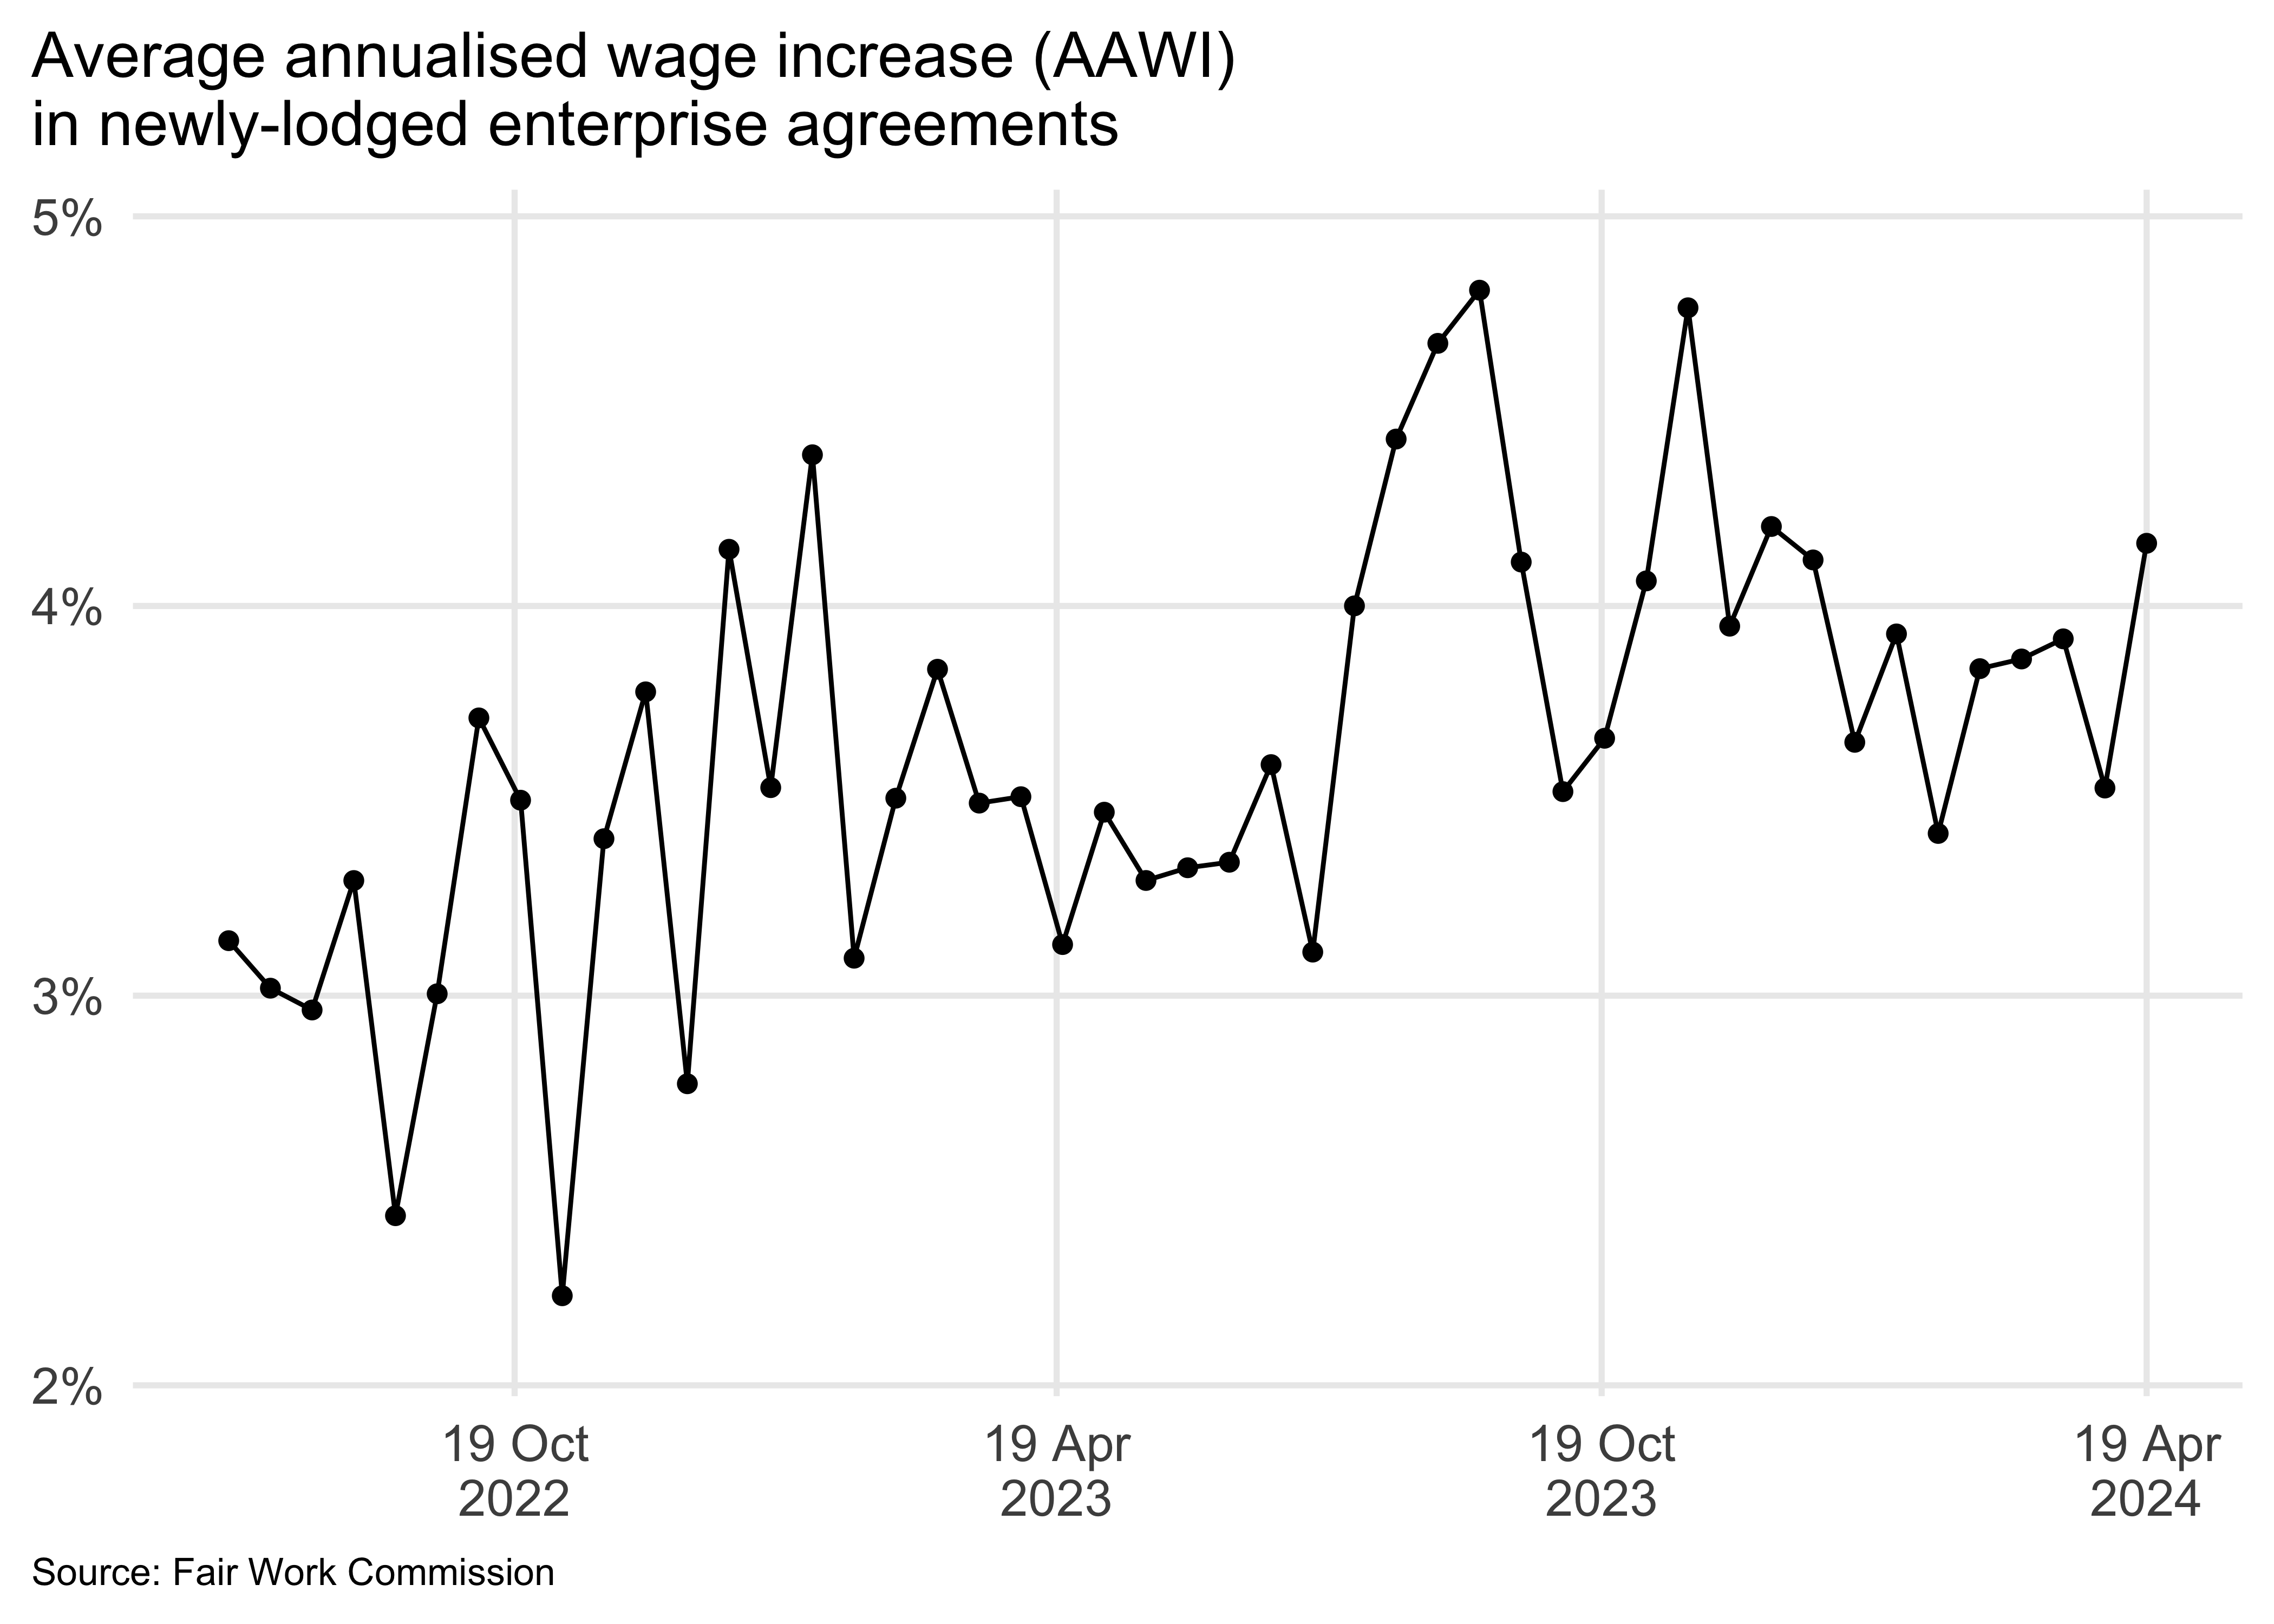 Average annualised wage increase (AAWI)
in newly-lodged enterprise agreements
5%
4%
3%
2%
19 Oct
2022
19 Apr
2023
19 Oct
2023
19 Apr
2024
Source: Fair Work Commission